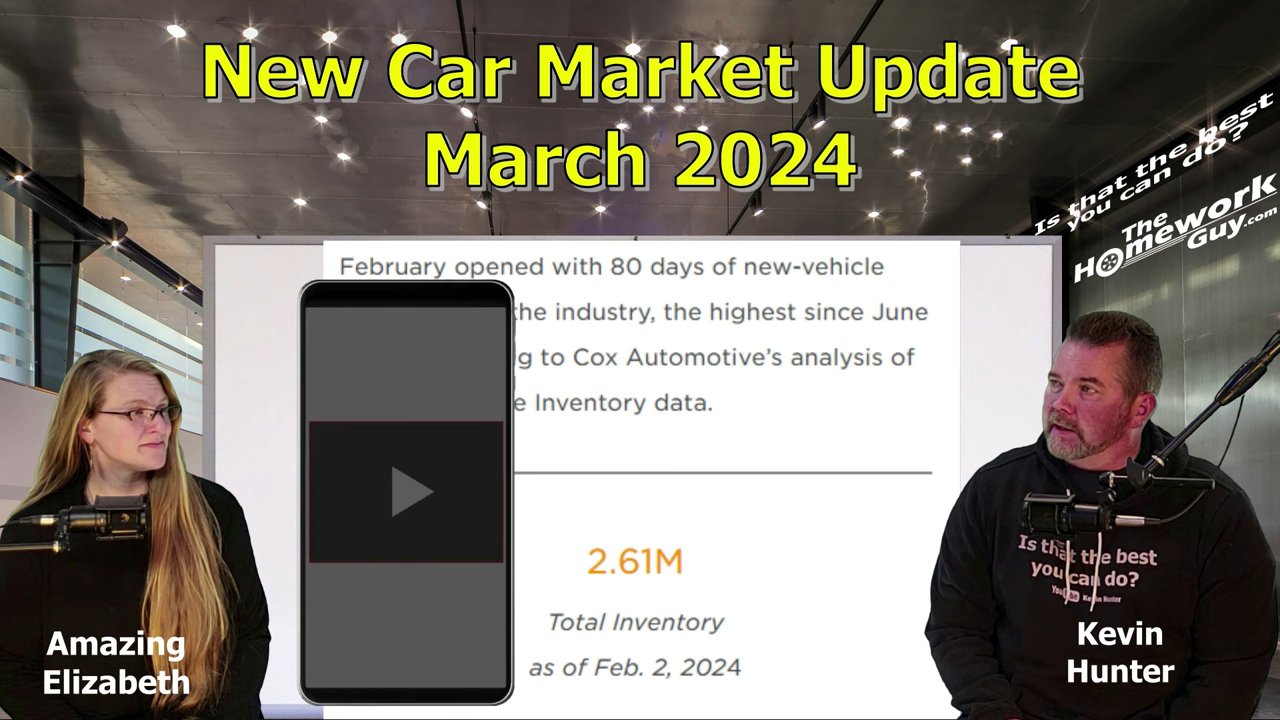 New Car Market Update
March 2024
Is that the best
you can do?
The
Homework
Guy.com
February opened with 80 days of new-vehicle
the industry, the highest since June
g to Cox Automotive's analysis of
e Inventory data.
2.61M
Total Inventory
as of Feb. 2, 2024
Is that the best
you can do?
YouTube Kevin Hunter
Amazing
Elizabeth
Kevin
Hunter